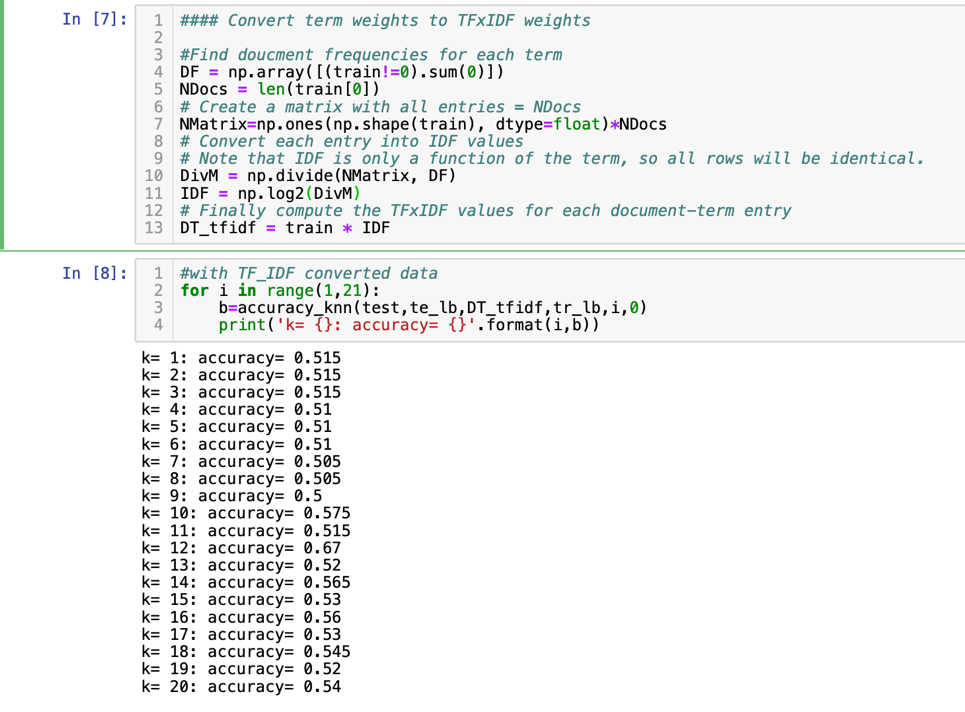 In [7]:
1 #### Convert term weights to TFxIDF weights
2
3 #Find doucment frequencies for each term
4 DF = np.array([(train!=0).sum(0)])
5 NDocs = len(train[0])
6 # Create a matrix with all entries = NDocs
7 NMatrix=np.ones(np.shape(train), dtype=float)*NDocs
8 # Convert each entry into IDF values
9 # Note that IDF is only a function of the term, so all rows will be identical.
10 DivM = np.divide(NMatrix, DF)
11 IDF = np.log2(DivM)
12 # Finally compute the TFxIDF values for each document-term entry
13 DT_tfidf = train * IDF
In [8]:
1 #with TF_IDF converted data
2 for i in range(1,21):
3     b=accuracy_knn(test,te_lb,DT_tfidf,tr_lb,i,0)
4     print('k= {}: accuracy= {}'.format(i,b))
k= 1: accuracy= 0.515
k= 2: accuracy= 0.515
k= 3: accuracy= 0.515
k= 4: accuracy= 0.51
k= 5: accuracy= 0.51
k= 6: accuracy= 0.51
k= 7: accuracy= 0.505
k= 8: accuracy= 0.505
k= 9: accuracy= 0.5
k= 10: accuracy= 0.575
k= 11: accuracy= 0.515
k= 12: accuracy= 0.67
k= 13: accuracy= 0.52
k= 14: accuracy= 0.565
k= 15: accuracy= 0.53
k= 16: accuracy= 0.56
k= 17: accuracy= 0.53
k= 18: accuracy= 0.545
k= 19: accuracy= 0.52
k= 20: accuracy= 0.54